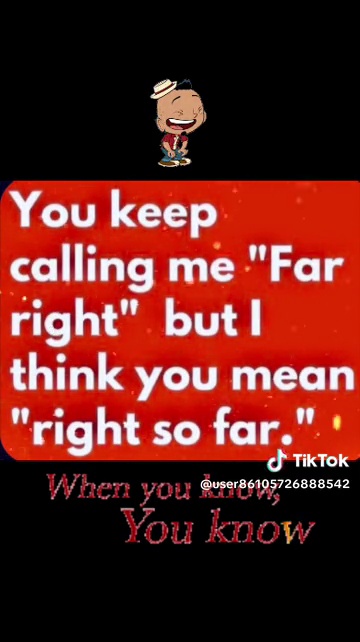 You keep
calling me "Far
right" but I
think you mean
"right so far."
TikTok
@user86105726888542
When you know,
You know